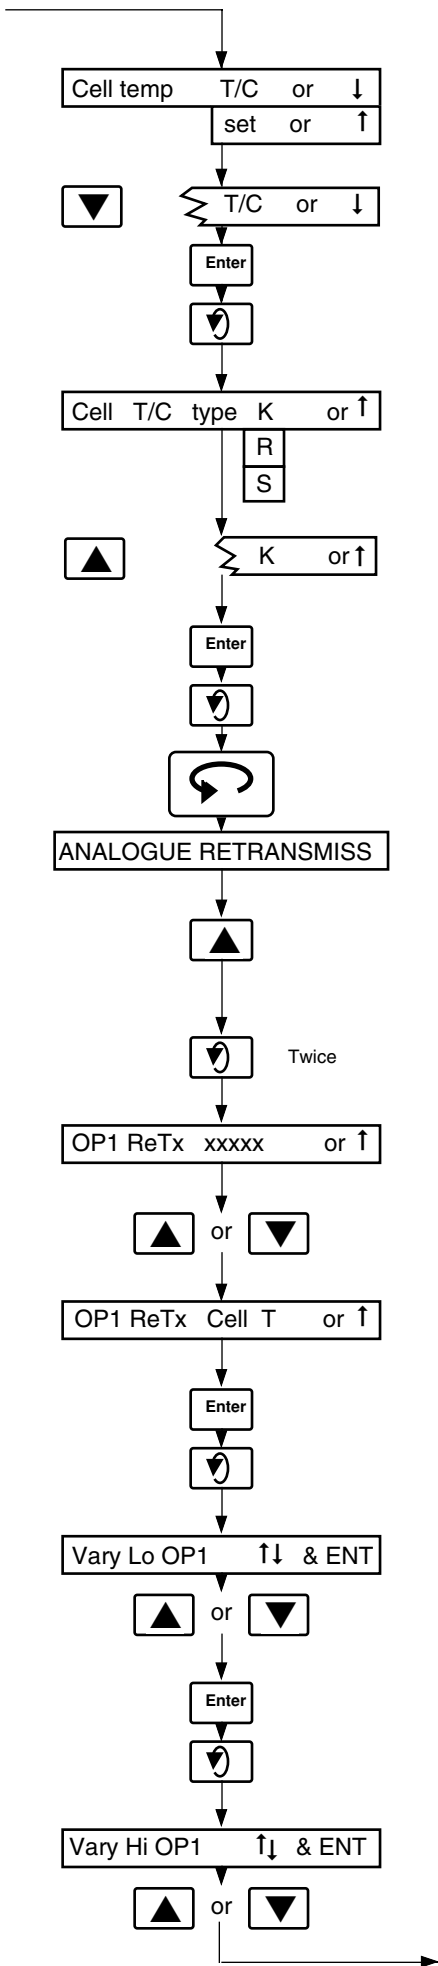 Cell temp T/C or ↓
set or ↑
T/C or ↓
Enter
Cell T/C type K or ↑
R
S
K or ↑
Enter
ANALOGUE RETRANSMISS
Twice
OP1 ReTx xxxxx or ↑
or
OP1 ReTx Cell T or ↑
Enter
Vary Lo OP1 ↑↓ & ENT
or
Enter
Vary Hi OP1 ↑↓ & ENT
or